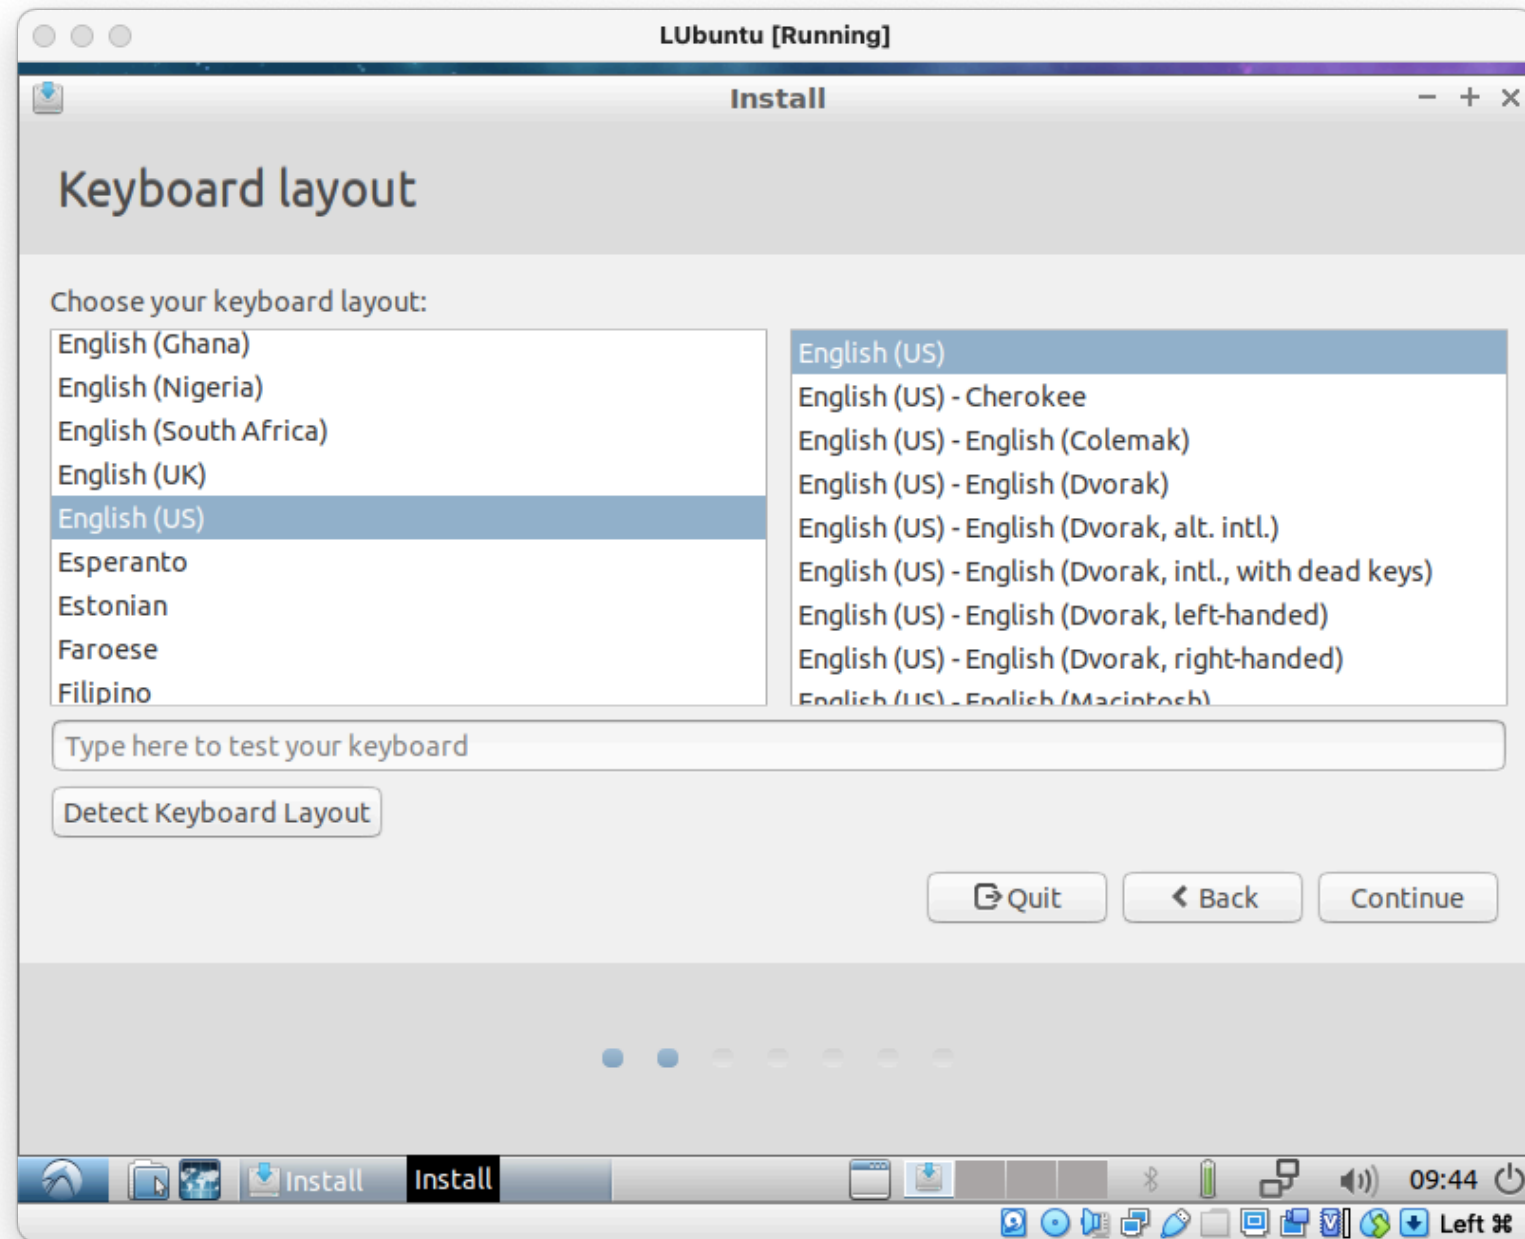 LUbuntu [Running]
Install
Keyboard layout
Choose your keyboard layout:
English (Ghana)
English (Nigeria)
English (South Africa)
English (UK)
English (US)
Esperanto
Estonian
Faroese
Filipino
English (US)
English (US) - Cherokee
English (US) - English (Colemak)
English (US) - English (Dvorak)
English (US) - English (Dvorak, alt. intl.)
English (US) - English (Dvorak, intl., with dead keys)
English (US) - English (Dvorak, left-handed)
English (US) - English (Dvorak, right-handed)
English (US) - English (Macintosh)
Type here to test your keyboard
Detect Keyboard Layout
Quit Back Continue
Install Install 09:44
Left ⌘